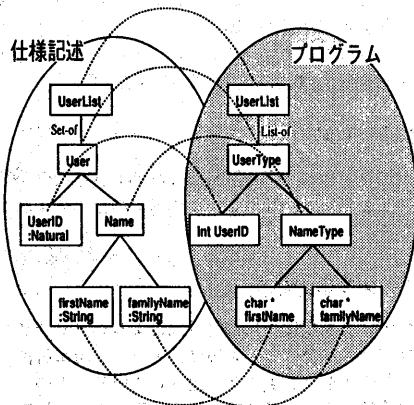 仕様記述
プログラム
UserList
Set-of
User
UserID
:Natural
Name
firstName
:String
familyName
:String
UserList
List-of
UserType
Int UserID
NameType
char *
firstName
char *
familyName